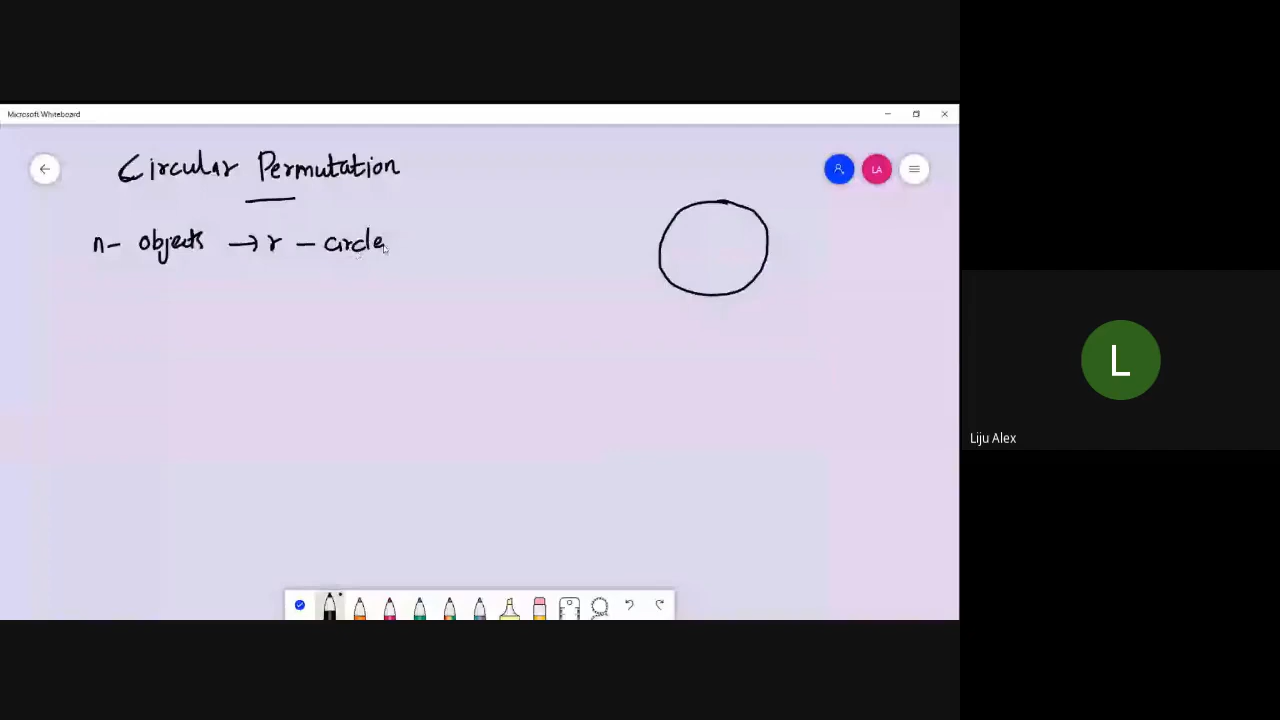 Microsoft Whiteboard
Circular Permutation
LA
n- objects → r - circle
L
Liju Alex